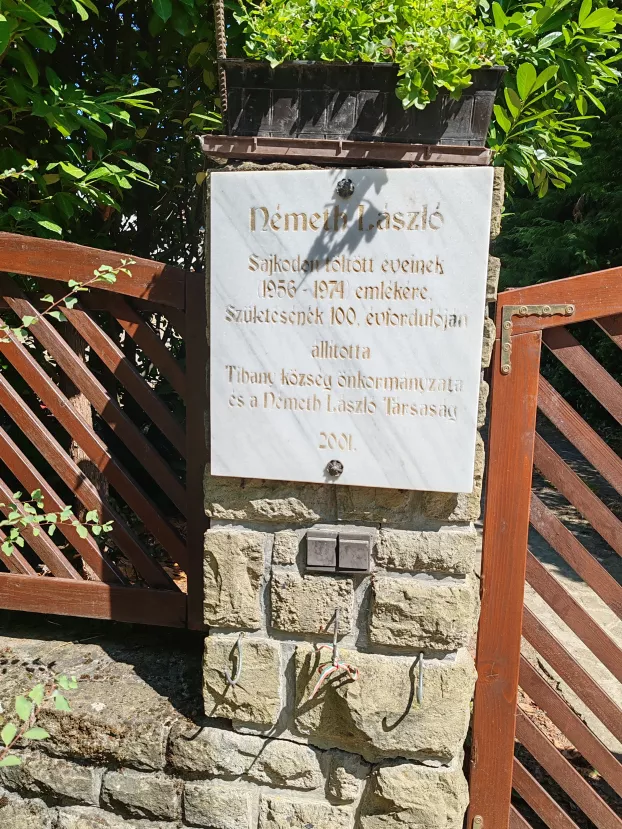 Németh László
Sajkodon töltött éveinek
1956-1974 emlékére.
Születésének 100. évfordulóján
állította
Tihany község önkormányzata
és a Németh László Társaság
2001.